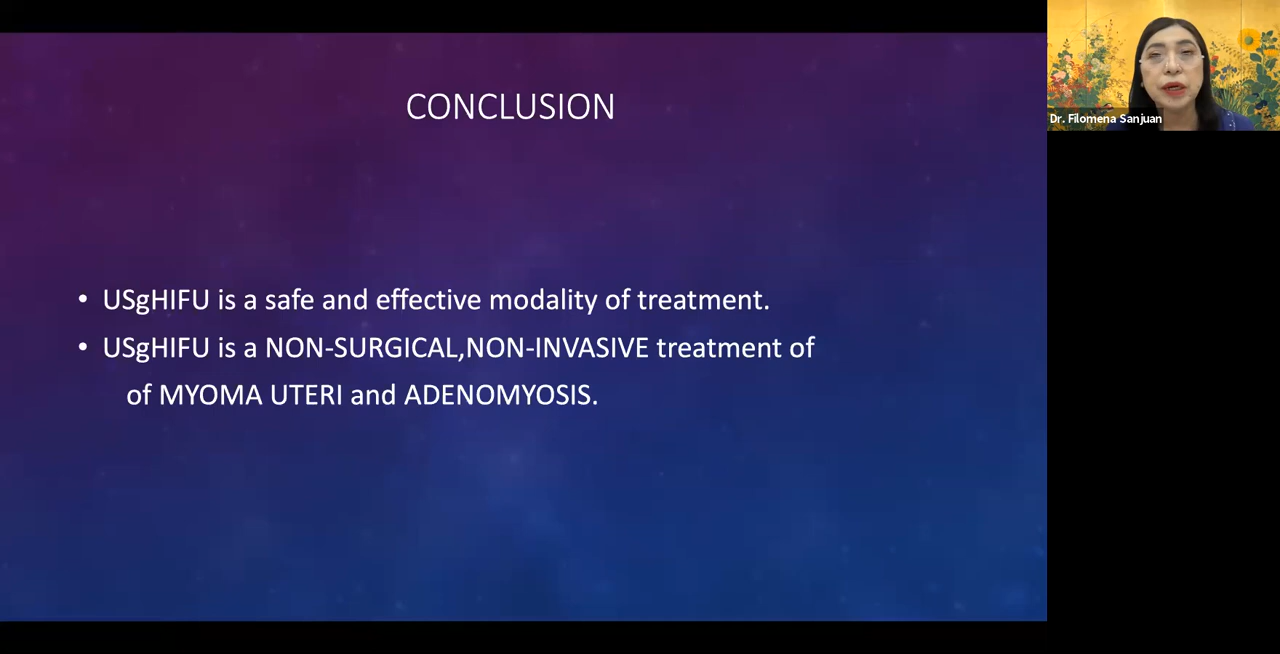 CONCLUSION
• USgHIFU is a safe and effective modality of treatment.
• USgHIFU is a NON-SURGICAL,NON-INVASIVE treatment of
of MYOMA UTERI and ADENOMYOSIS.
Dr. Filomena Sanjuan